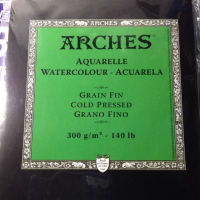 ARCHES®
AQUARELLE
WATERCOLOUR - ACUARELA
GRAIN FIN
COLD PRESSED
GRANO FINO
300 g/m² - 140 lb